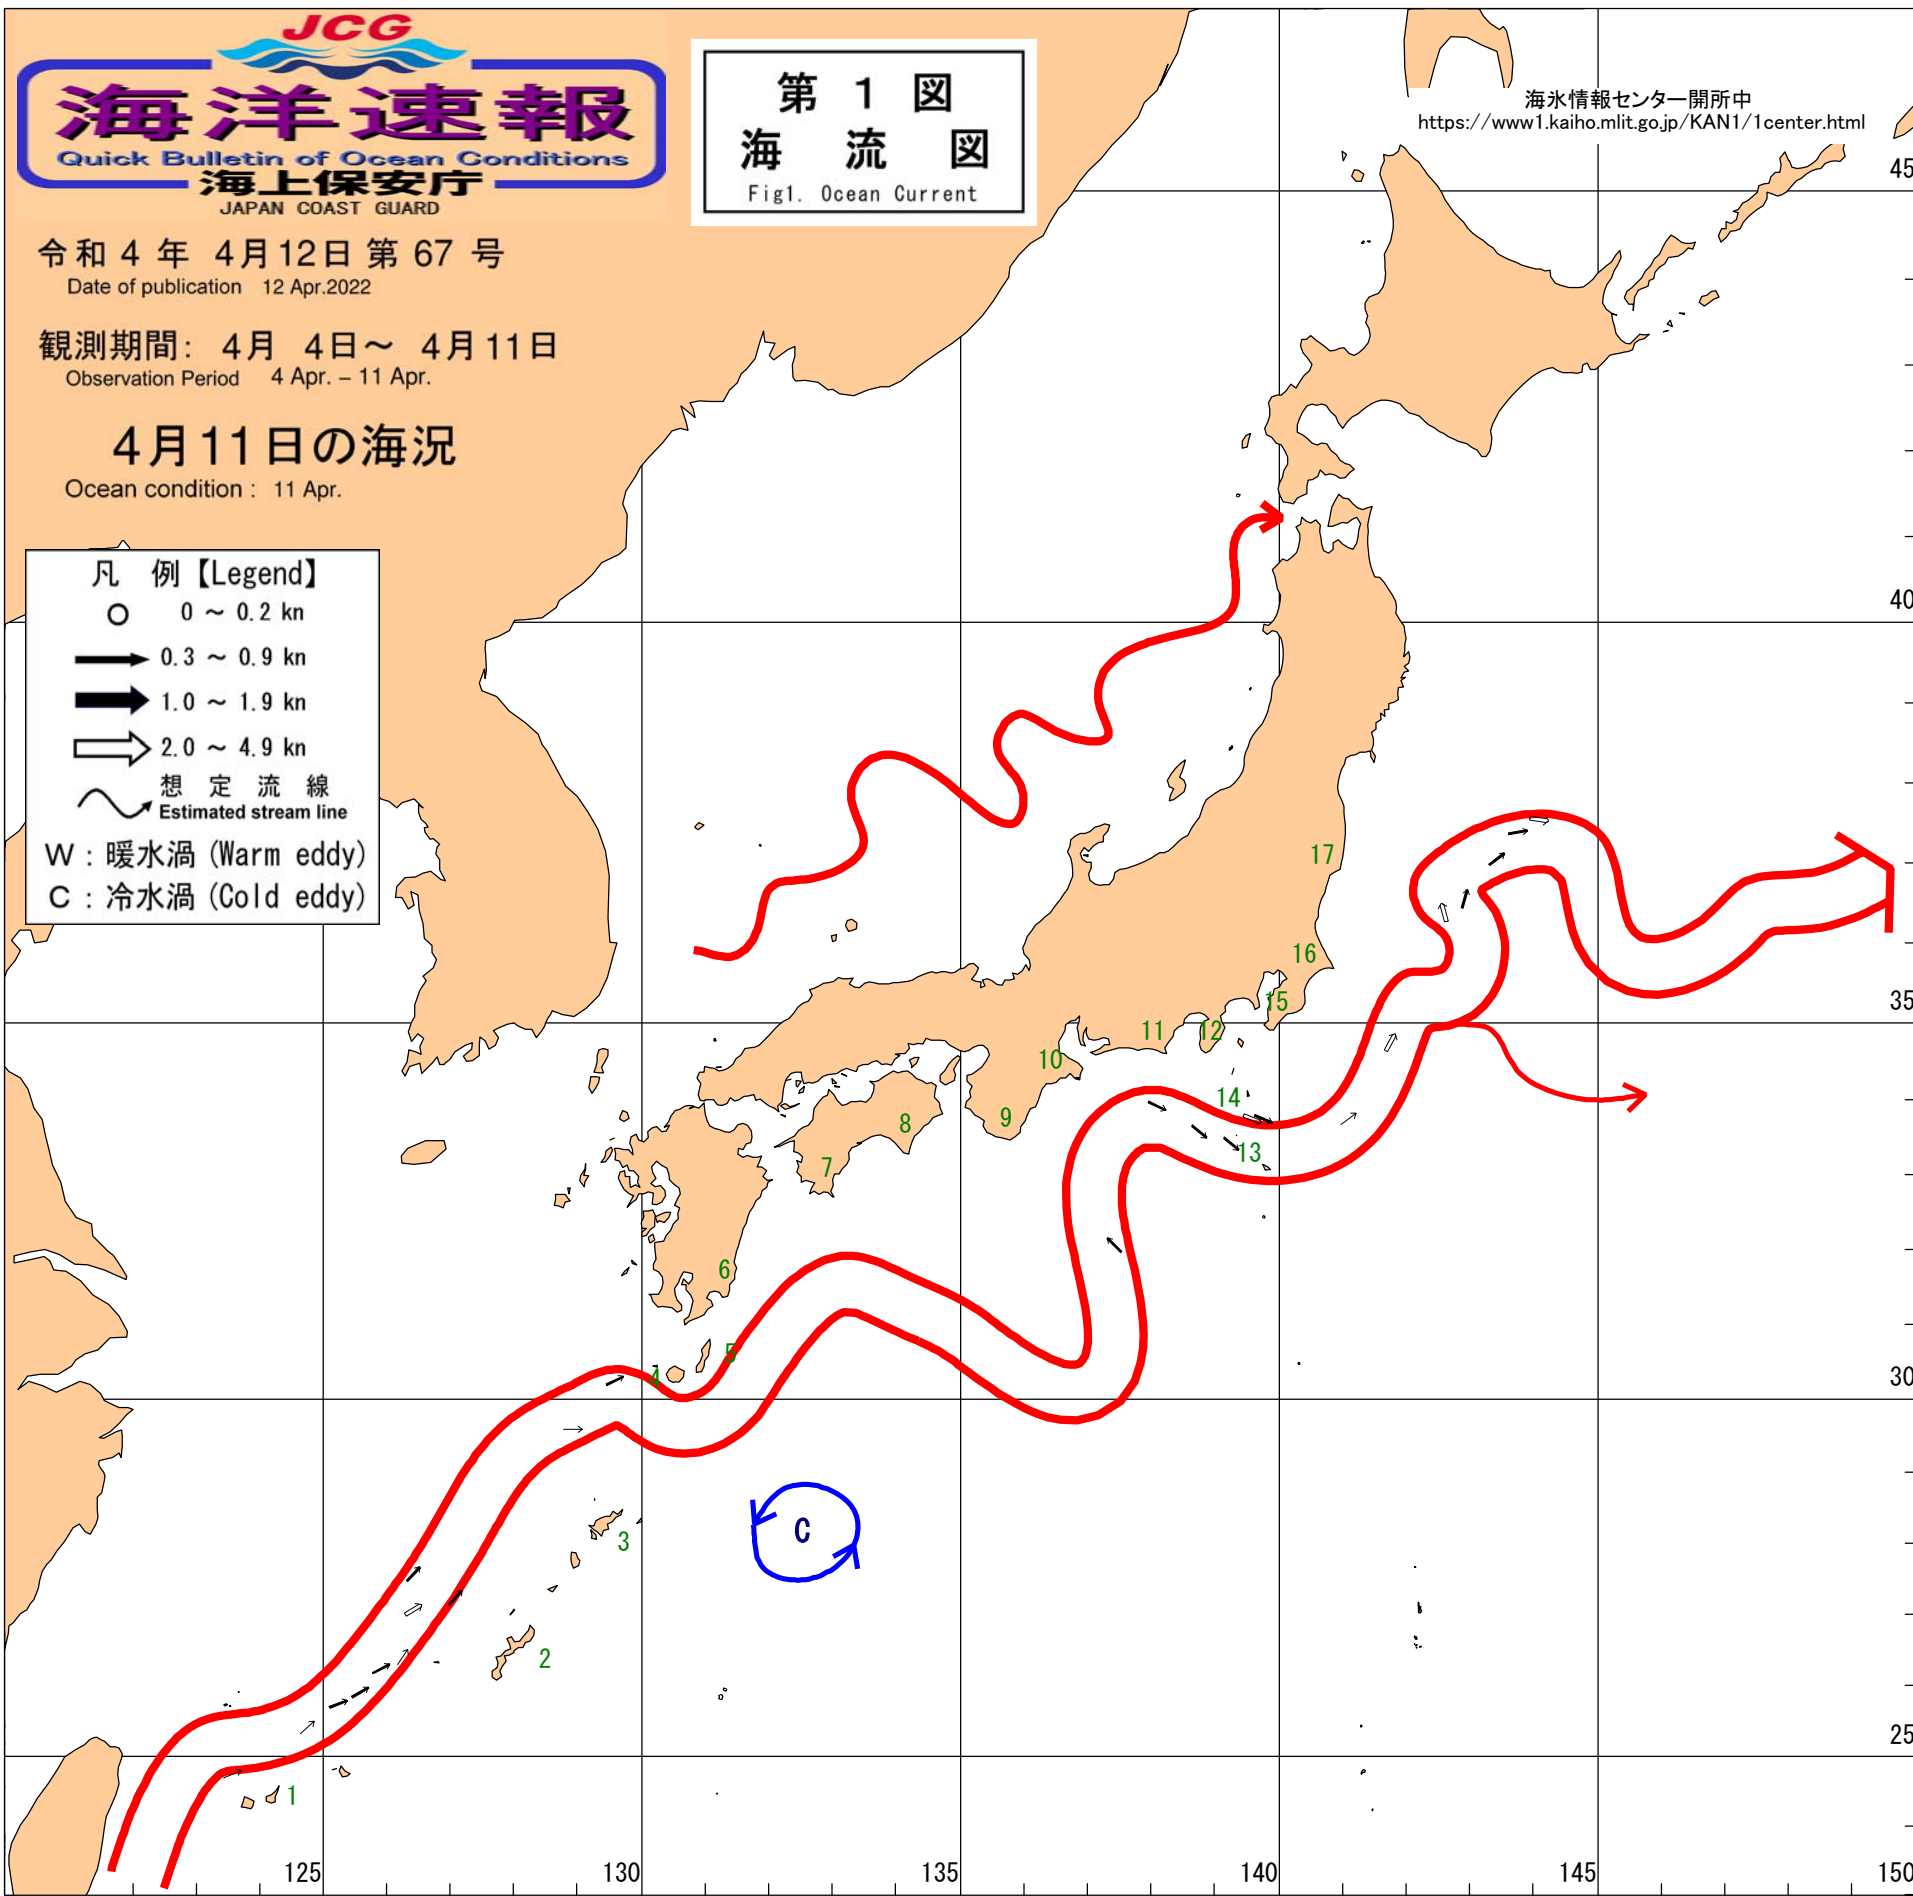 JCG
海洋速報
Quick Bulletin of Ocean Conditions
海上保安庁
JAPAN COAST GUARD
令和 4 年 4月12日 第 67 号
Date of publication 12 Apr.2022
観測期間: 4月 4日～ 4月11日
Observation Period 4 Apr. – 11 Apr.
4月11日の海況
Ocean condition : 11 Apr.
第 1 図
海 流 図
Fig1. Ocean Current
海氷情報センター開所中
https://www1.kaiho.mlit.go.jp/KAN1/1center.html
凡 例【Legend】
0 ～ 0.2 kn
0.3 ～ 0.9 kn
1.0 ～ 1.9 kn
2.0 ～ 4.9 kn
想 定 流 線
Estimated stream line
W : 暖水渦 (Warm eddy)
C : 冷水渦 (Cold eddy)
45
40
17
16
35
15
12
11
10
14
9
8
13
7
6
5
4
30
C
3
2
25
1
125
130
135
140
145
150